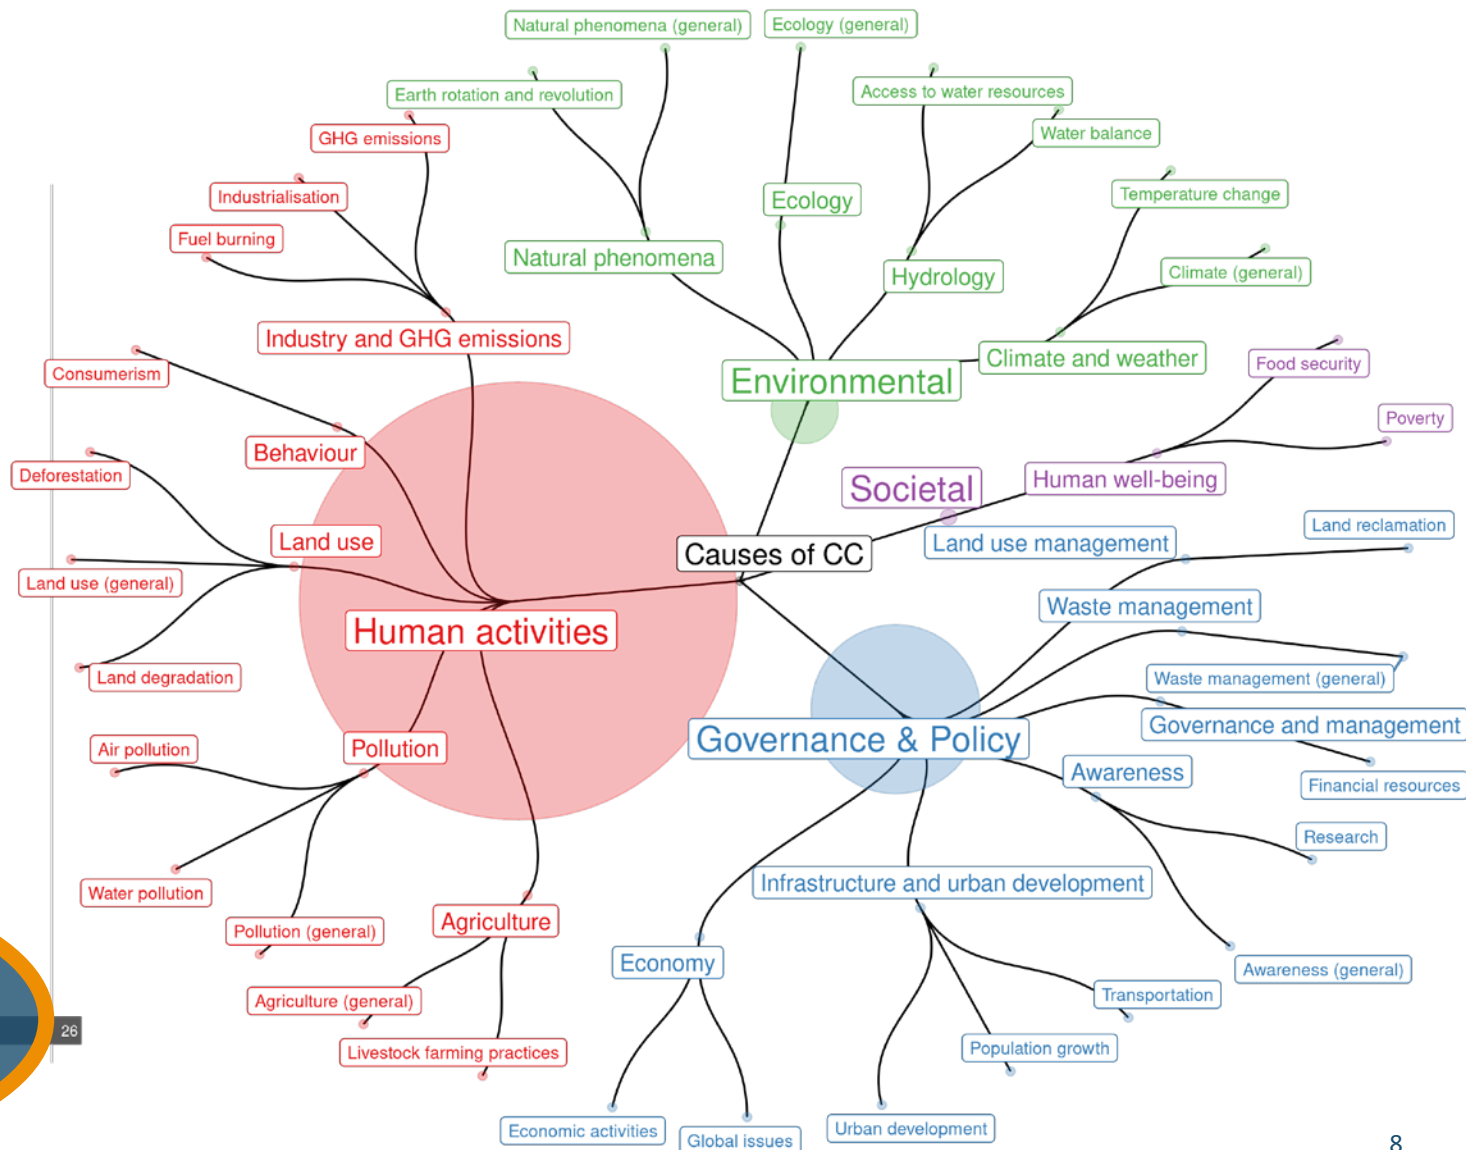 Natural phenomena (general)
Ecology (general)
Earth rotation and revolution
Access to water resources
GHG emissions
Water balance
Industrialisation
Temperature change
Ecology
Fuel burning
Natural phenomena
Hydrology
Climate (general)
Industry and GHG emissions
Climate and weather
Food security
Consumerism
Environmental
Poverty
Behaviour
Deforestation
Human well-being
Societal
Land reclamation
Land use
Land use management
Causes of CC
Land use (general)
Waste management
Human activities
Land degradation
Waste management (general)
Governance and management
Governance & Policy
Air pollution
Pollution
Awareness
Financial resources
Research
Infrastructure and urban development
Water pollution
Agriculture
Pollution (general)
Economy
Awareness (general)
Transportation
Agriculture (general)
26
Population growth
Livestock farming practices
Urban development
Economic activities
Global issues
8